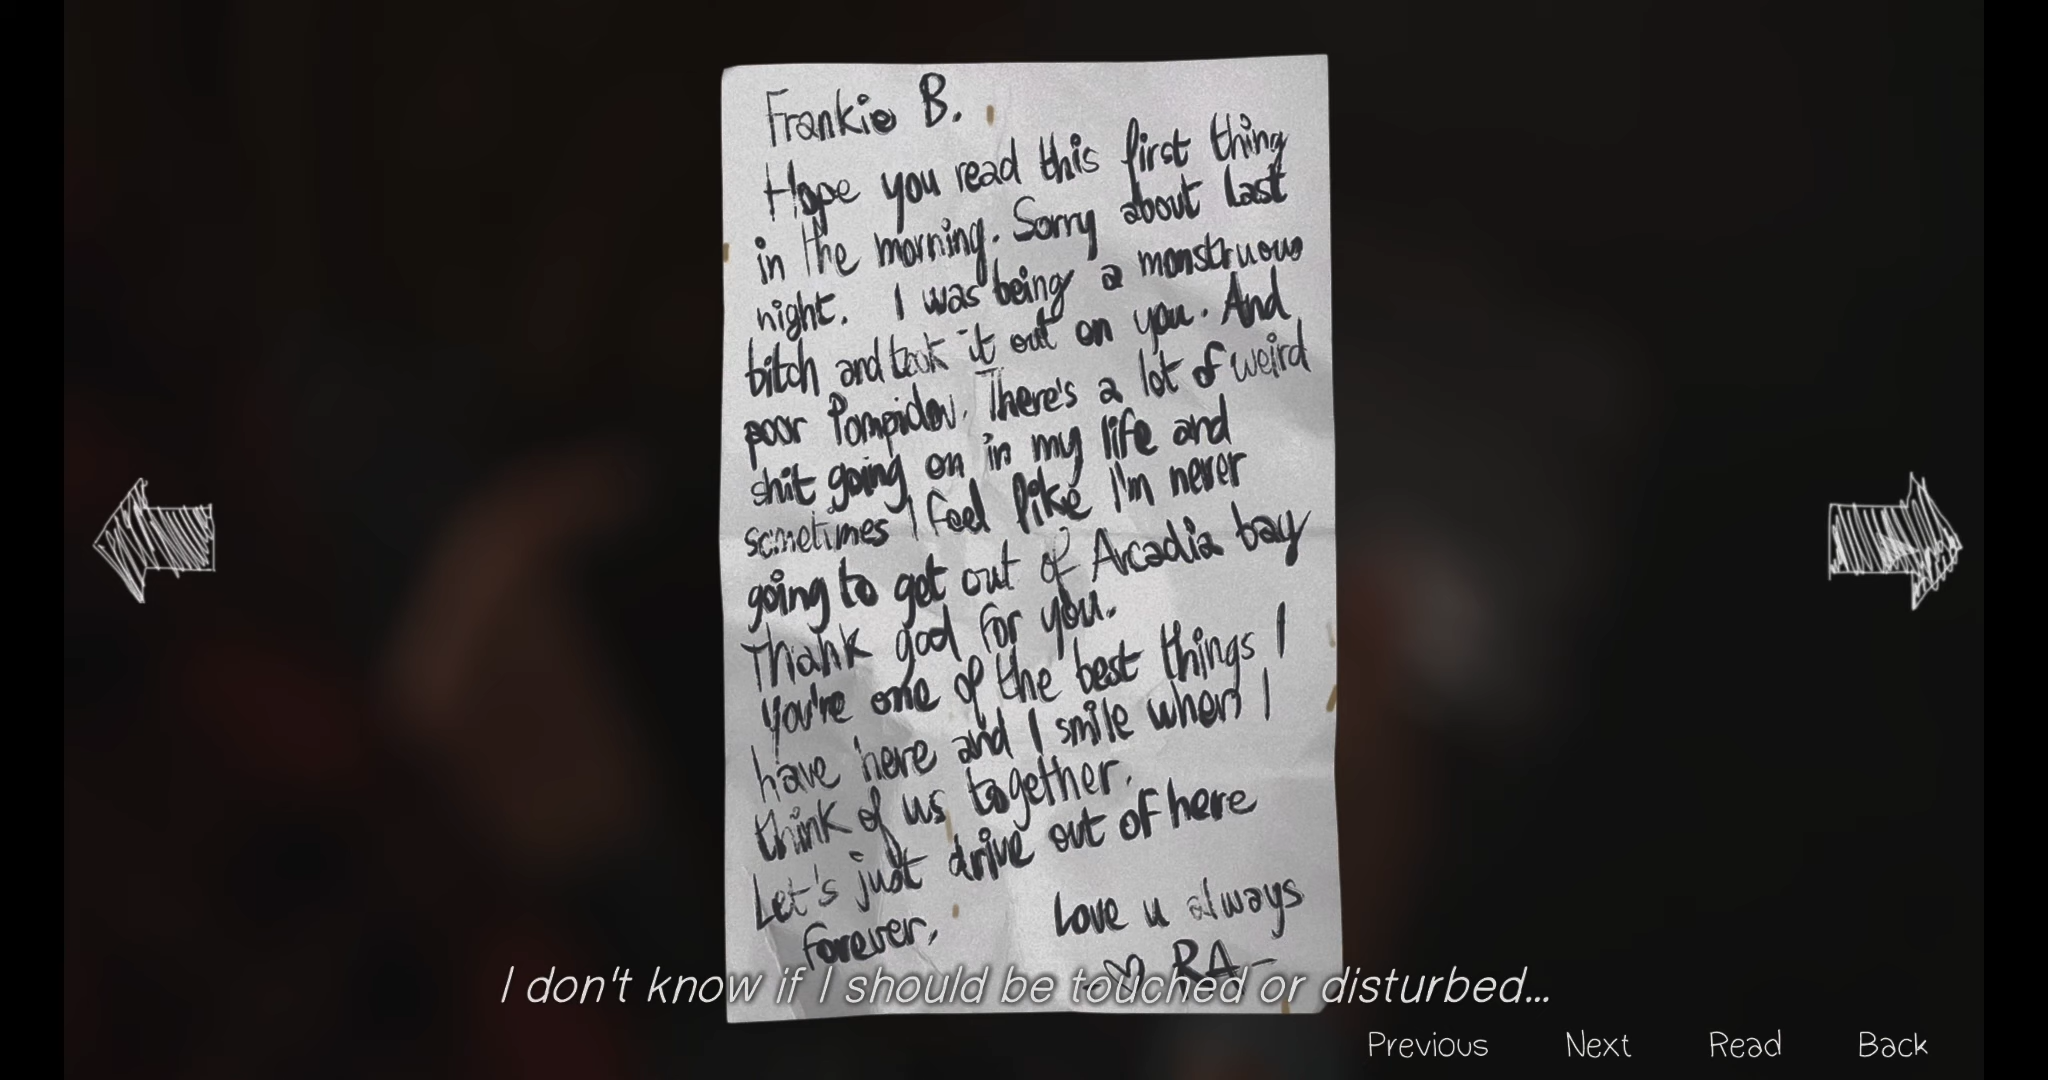 Frankie B.
Hope you read this first thing
in the morning. Sorry about last
night. I was being a monstruous
bitch and took it out on you. And
poor Pompidou. There's a lot of weird
shit going on in my life and
sometimes I feel like I'm never
going to get out of Arcadia bay
Thank god for you.
You're one of the best things I
have here and I smile when I
think of us together.
Let's just drive out of here
forever.
Love u always
- ♡ RA -
I don't know if I should be touched or disturbed...
Previous Next Read Back